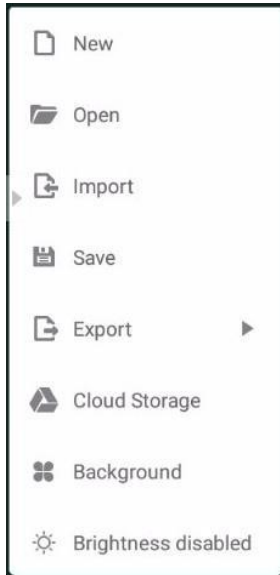 New
Open
Import
Save
Export
Cloud Storage
Background
Brightness disabled